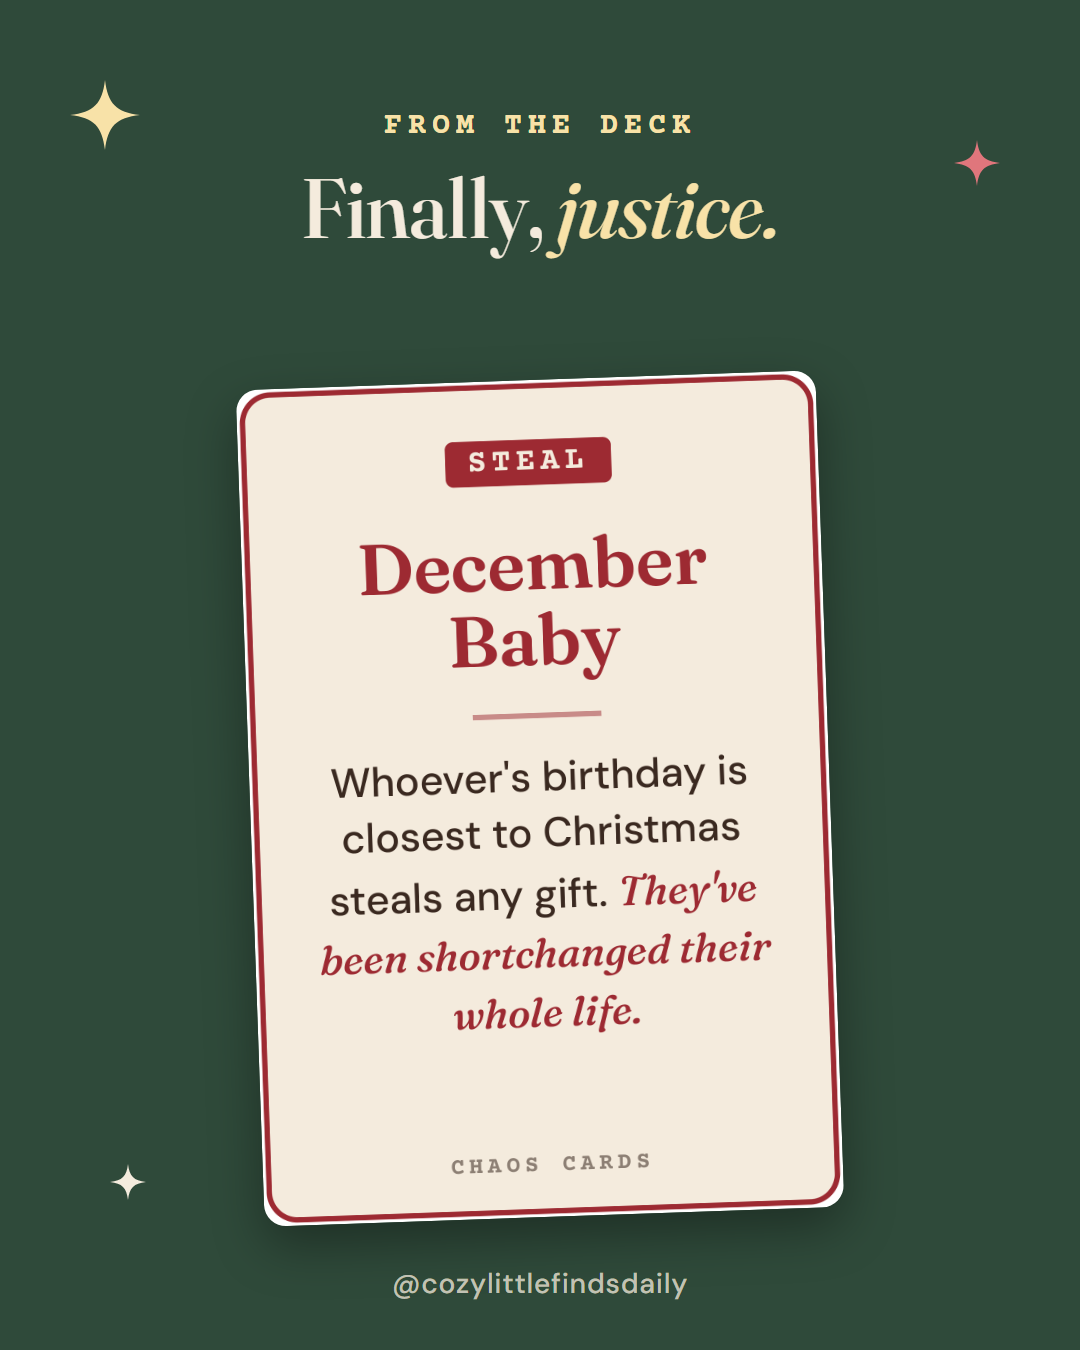 FROM THE DECK
Finally, justice.
STEAL
December
Baby
Whoever's birthday is
closest to Christmas
steals any gift. They've
been shortchanged their
whole life.
CHAOS CARDS
@cozylittlefindsdaily